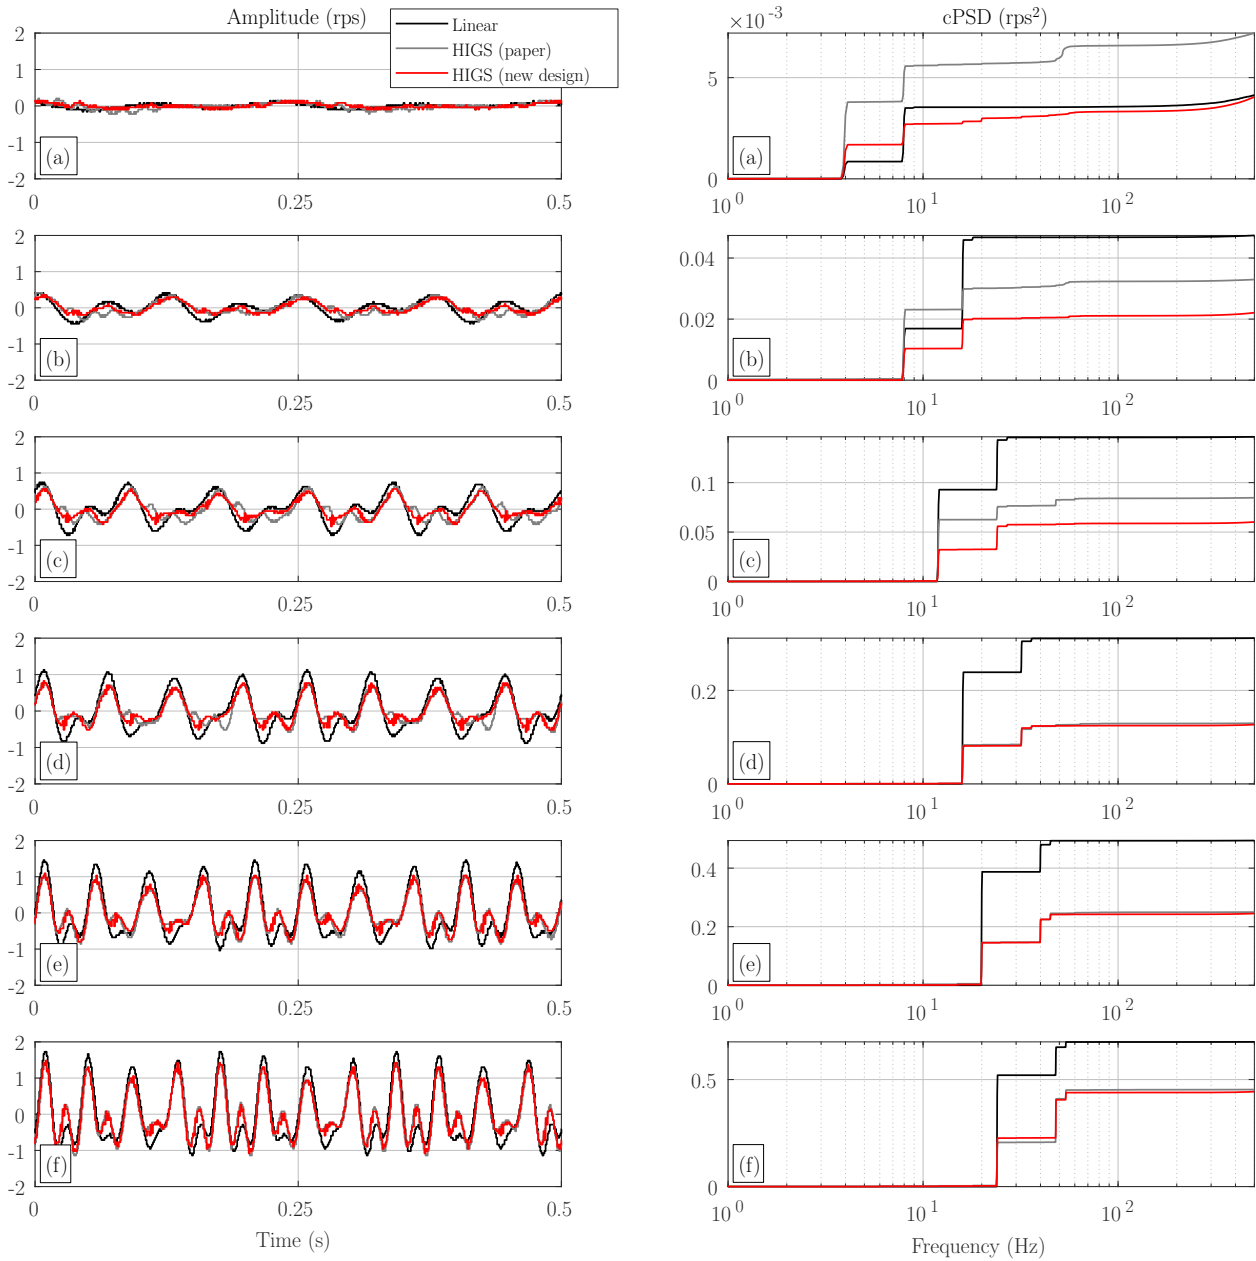 Amplitude (rps)
Linear
HIGS (paper)
HIGS (new design)
2
1
0
-1
-2
(a)
0 0.25 0.5
2
1
0
-1
-2
(b)
0 0.25 0.5
2
1
0
-1
-2
(c)
0 0.25 0.5
2
1
0
-1
-2
(d)
0 0.25 0.5
2
1
0
-1
-2
(e)
0 0.25 0.5
2
1
0
-1
-2
(f)
0 0.25 0.5
Time (s)
×10⁻³ cPSD (rps²)
5
0
(a)
10⁰ 10¹ 10²
0.04
0.02
0
(b)
10⁰ 10¹ 10²
0.1
0.05
0
(c)
10⁰ 10¹ 10²
0.2
0
(d)
10⁰ 10¹ 10²
0.4
0.2
0
(e)
10⁰ 10¹ 10²
0.5
0
(f)
10⁰ 10¹ 10²
Frequency (Hz)